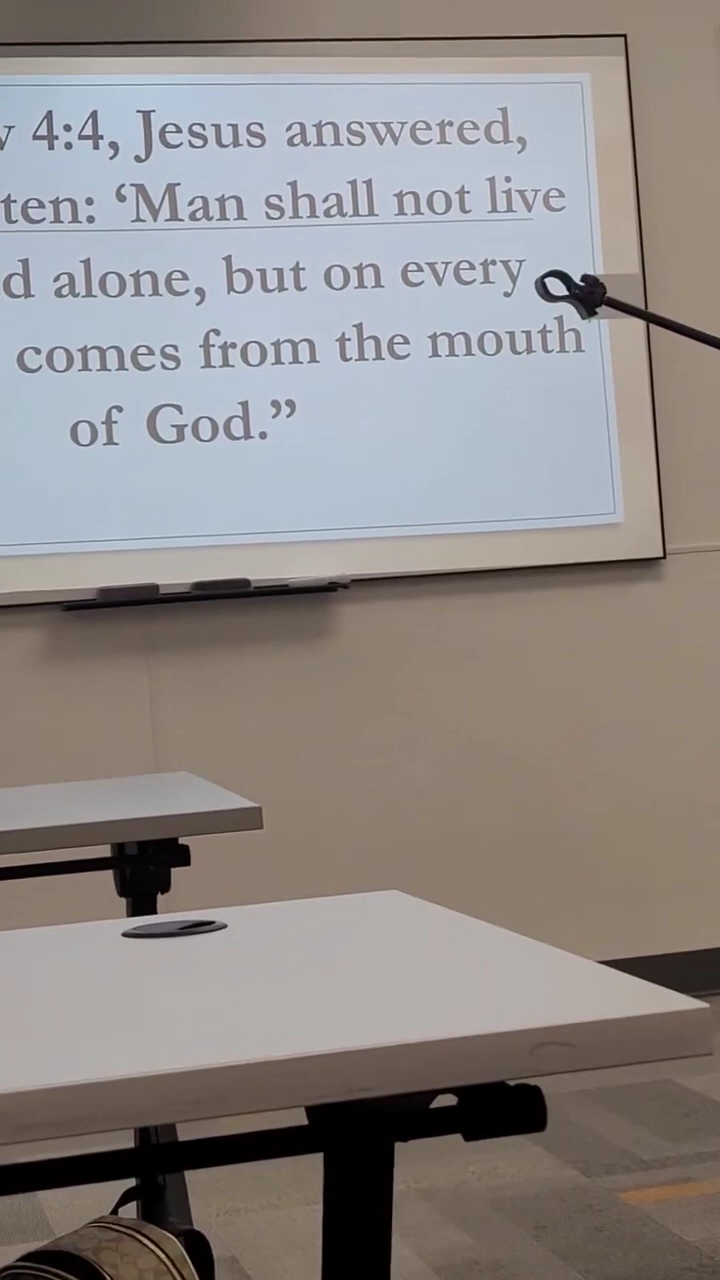 4:4, Jesus answered,
ten: ‘Man shall not live
d alone, but on every
comes from the mouth
of God.”